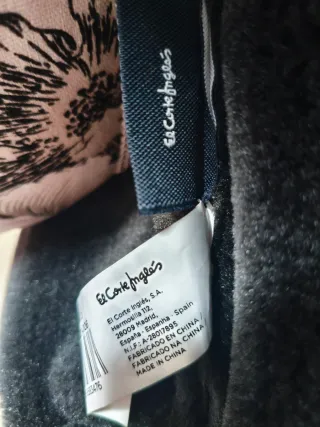 El Corte Inglés
El Corte Inglés
El Corte Inglés, S.A.
Hermosilla 112,
28009 Madrid,
España - Espanha - Spain
N.I.F.: A-28017895
FABRICADO EN CHINA
FABRICADO NA CHINA
MADE IN CHINA